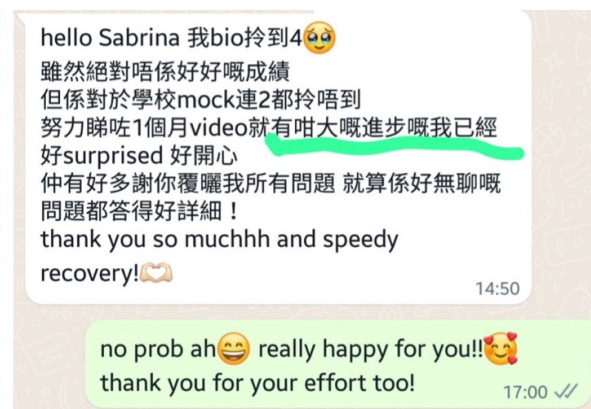 hello Sabrina 我bio拎到4🥹
雖然絕對唔係好好嘅成績
但係對於學校mock連2都拎唔到
努力睇咗1個月video就有咁大嘅進步嘅我已經
好surprised 好開心
仲有好多謝你覆曬我所有問題 就算係好無聊嘅
問題都答得好詳細！
thank you so muchhh and speedy
recovery!🫶🏻
14:50
no prob ah😄 really happy for you!!🥰
thank you for your effort too!
17:00